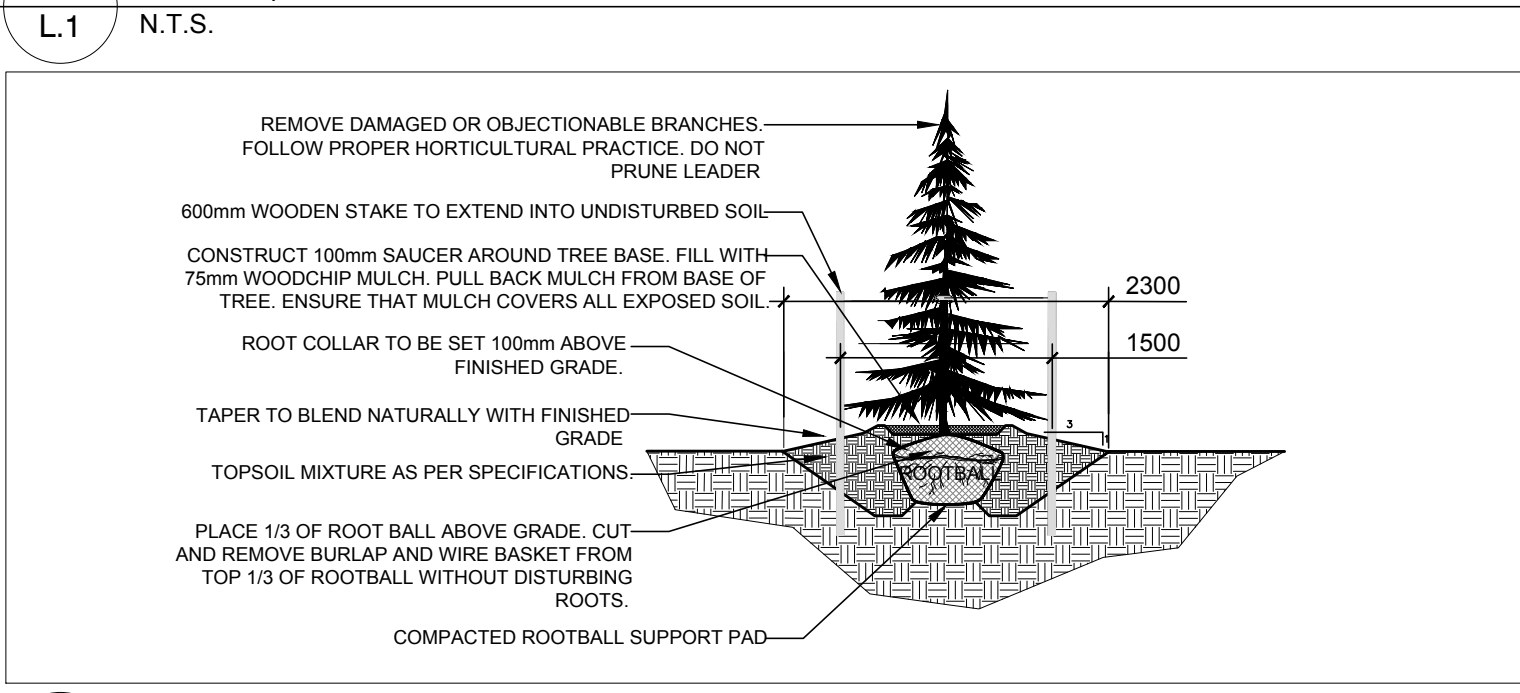 L.1
N.T.S.
REMOVE DAMAGED OR OBJECTIONABLE BRANCHES.
FOLLOW PROPER HORTICULTURAL PRACTICE. DO NOT
PRUNE LEADER
600mm WOODEN STAKE TO EXTEND INTO UNDISTURBED SOIL
CONSTRUCT 100mm SAUCER AROUND TREE BASE. FILL WITH
75mm WOODCHIP MULCH. PULL BACK MULCH FROM BASE OF
TREE. ENSURE THAT MULCH COVERS ALL EXPOSED SOIL.
2300
ROOT COLLAR TO BE SET 100mm ABOVE
FINISHED GRADE.
1500
TAPER TO BLEND NATURALLY WITH FINISHED
GRADE
3
1
TOPSOIL MIXTURE AS PER SPECIFICATIONS.
ROOTBALL
PLACE 1/3 OF ROOT BALL ABOVE GRADE. CUT
AND REMOVE BURLAP AND WIRE BASKET FROM
TOP 1/3 OF ROOTBALL WITHOUT DISTURBING
ROOTS.
COMPACTED ROOTBALL SUPPORT PAD